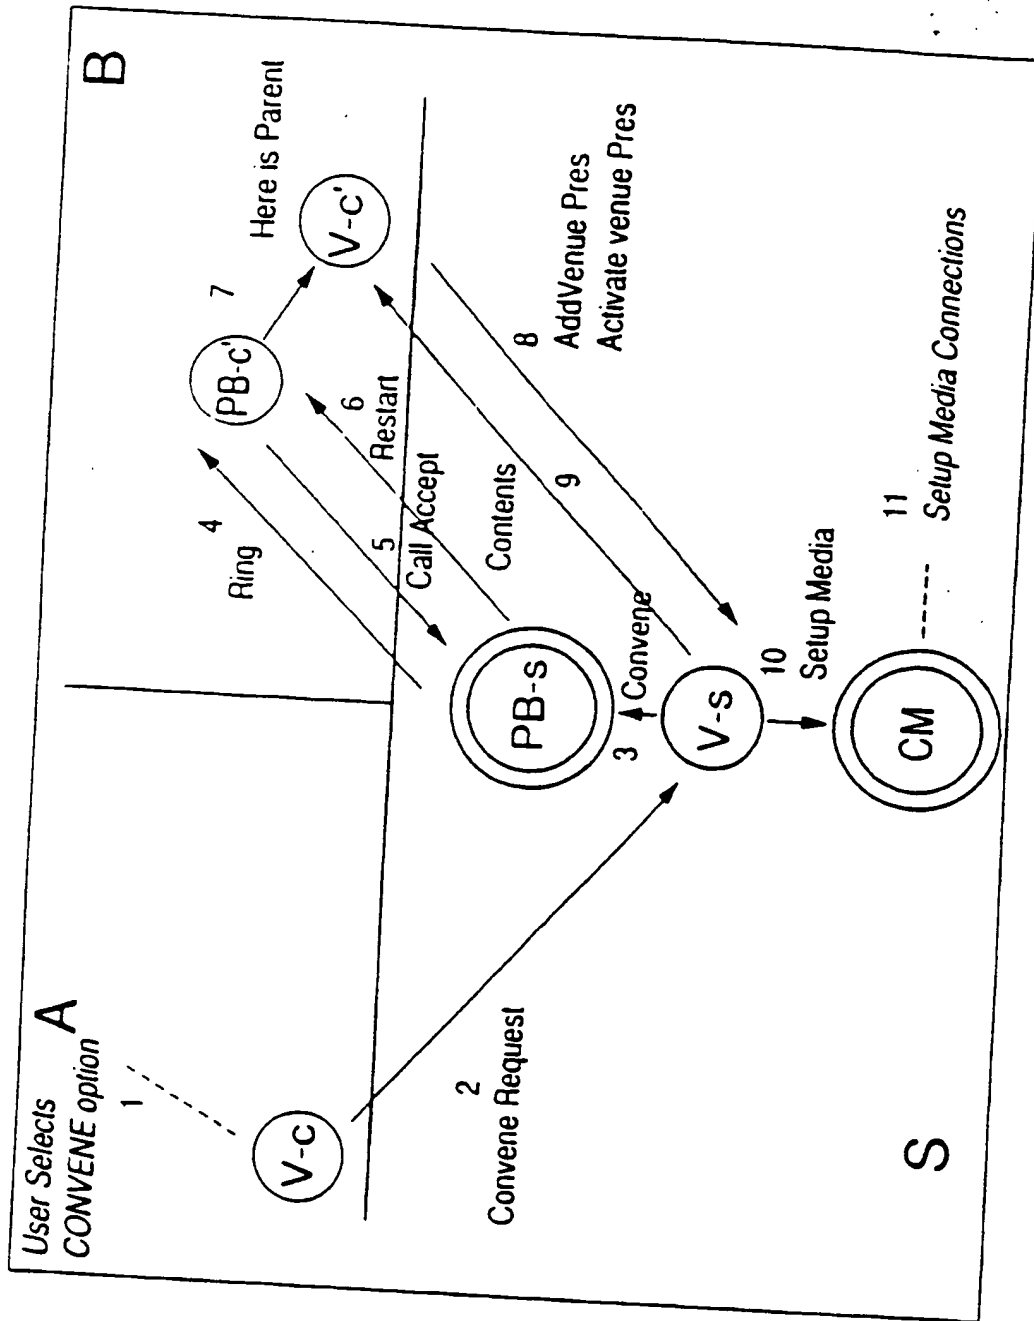 User Selects
CONVENE option
1
A
V-c
2
Convene Request
S
B
4
Ring
PB-c'
7
Here is Parent
V-c'
5
Call Accept
6
Restart
PB-s
Contents
8
AddVenue Pres
Activate venue Pres
9
3
Convene
V-s
10
Setup Media
CM
11
Setup Media Connections